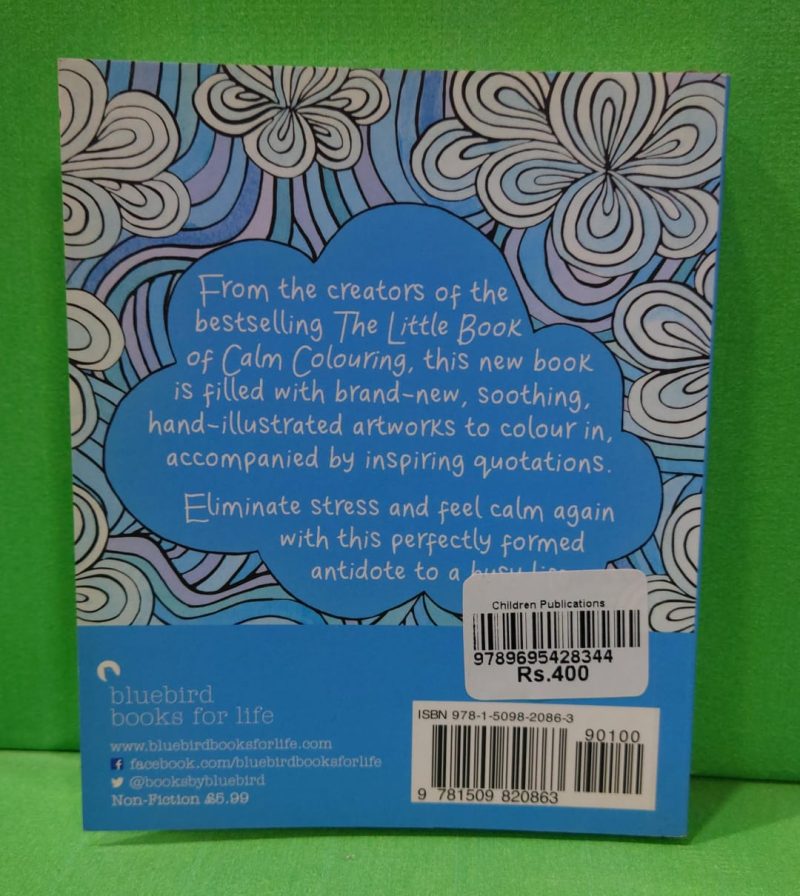 From the creators of the
bestselling The Little Book
of Calm Colouring, this new book
is filled with brand-new, soothing,
hand-illustrated artworks to colour in,
accompanied by inspiring quotations.
Eliminate stress and feel calm again
with this perfectly formed
antidote to a
Children Publications
9789695428344
Rs.400
bluebird
books for life
www.bluebirdbooksforlife.com
facebook.com/bluebirdbooksforlife
@booksbybluebird
Non-Fiction £5.99
ISBN 978-1-5098-2086-3
90100
9 781509 820863